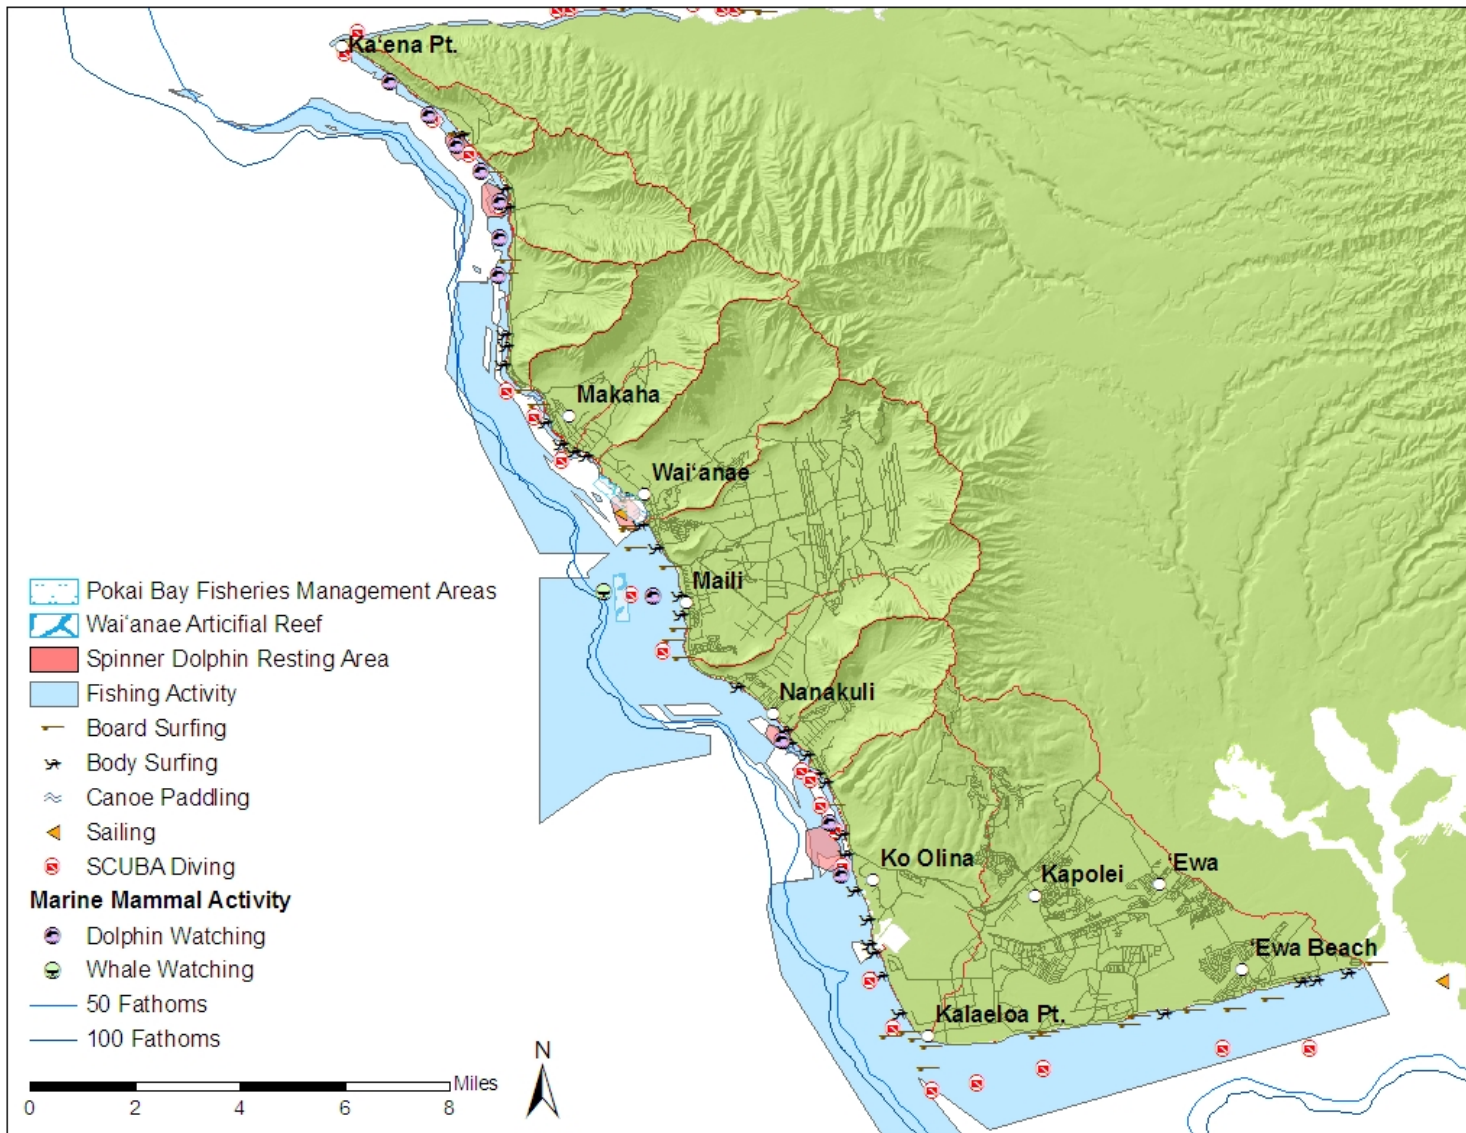 Ka‘ena Pt.
Makaha
Wai‘anae
Maili
Nanakuli
Ko Olina
Kapolei
‘Ewa
‘Ewa Beach
Kalaeloa Pt.
Pokai Bay Fisheries Management Areas
Wai‘anae Articifial Reef
Spinner Dolphin Resting Area
Fishing Activity
Board Surfing
Body Surfing
Canoe Paddling
Sailing
SCUBA Diving
Marine Mammal Activity
Dolphin Watching
Whale Watching
50 Fathoms
100 Fathoms
Miles
0 2 4 6 8
N